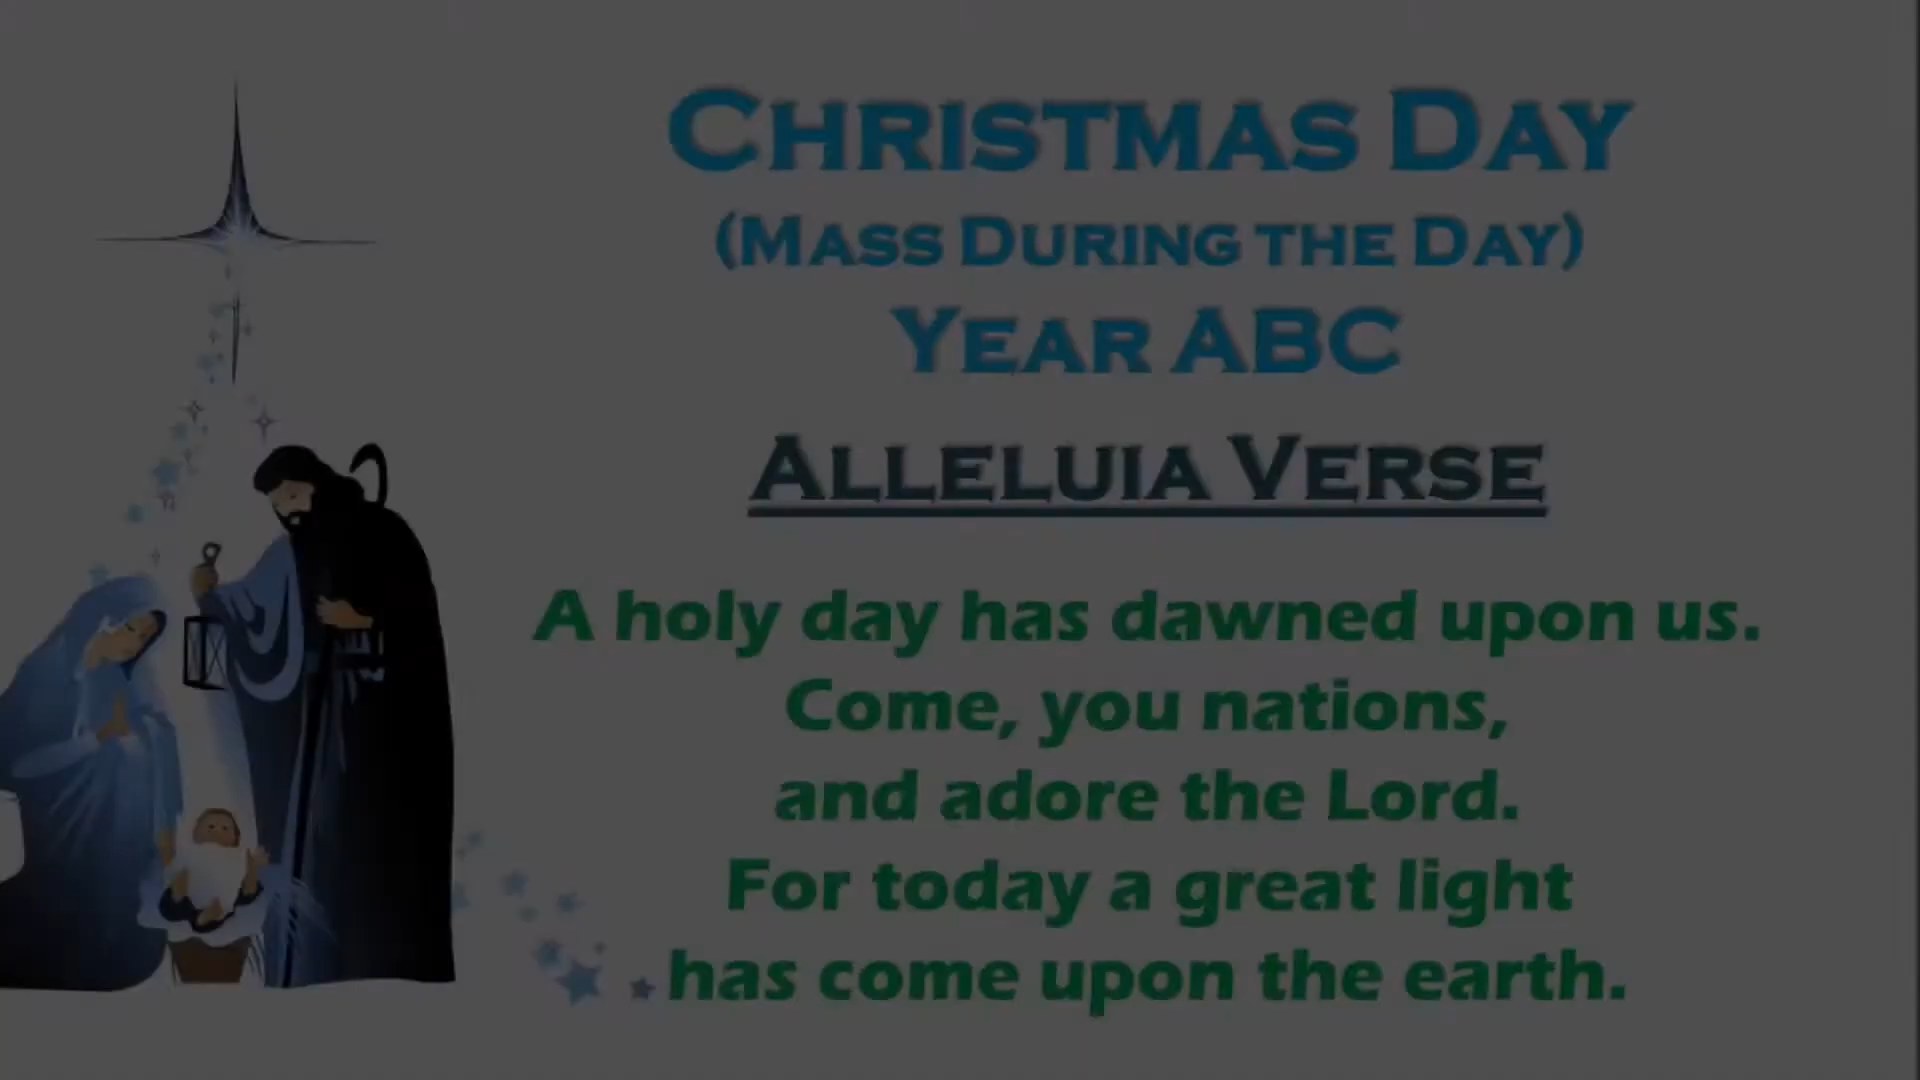 Christmas Day
(Mass During the Day)
Year ABC
Alleluia Verse
A holy day has dawned upon us.
Come, you nations,
and adore the Lord.
For today a great light
has come upon the earth.